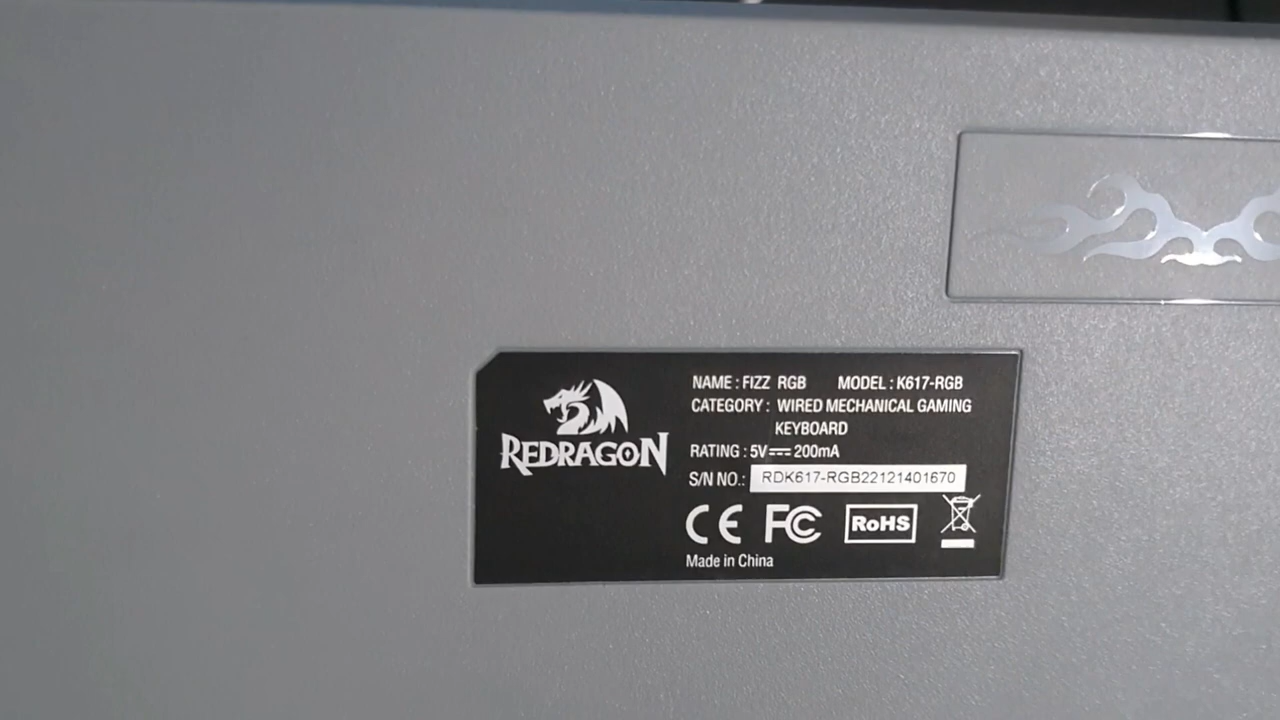 REDRAGON
NAME : FIZZ RGB MODEL : K617-RGB
CATEGORY : WIRED MECHANICAL GAMING
KEYBOARD
RATING : 5V⎓200mA
S/N NO.: RDK617-RGB22121401670
CE FC RoHS
Made in China